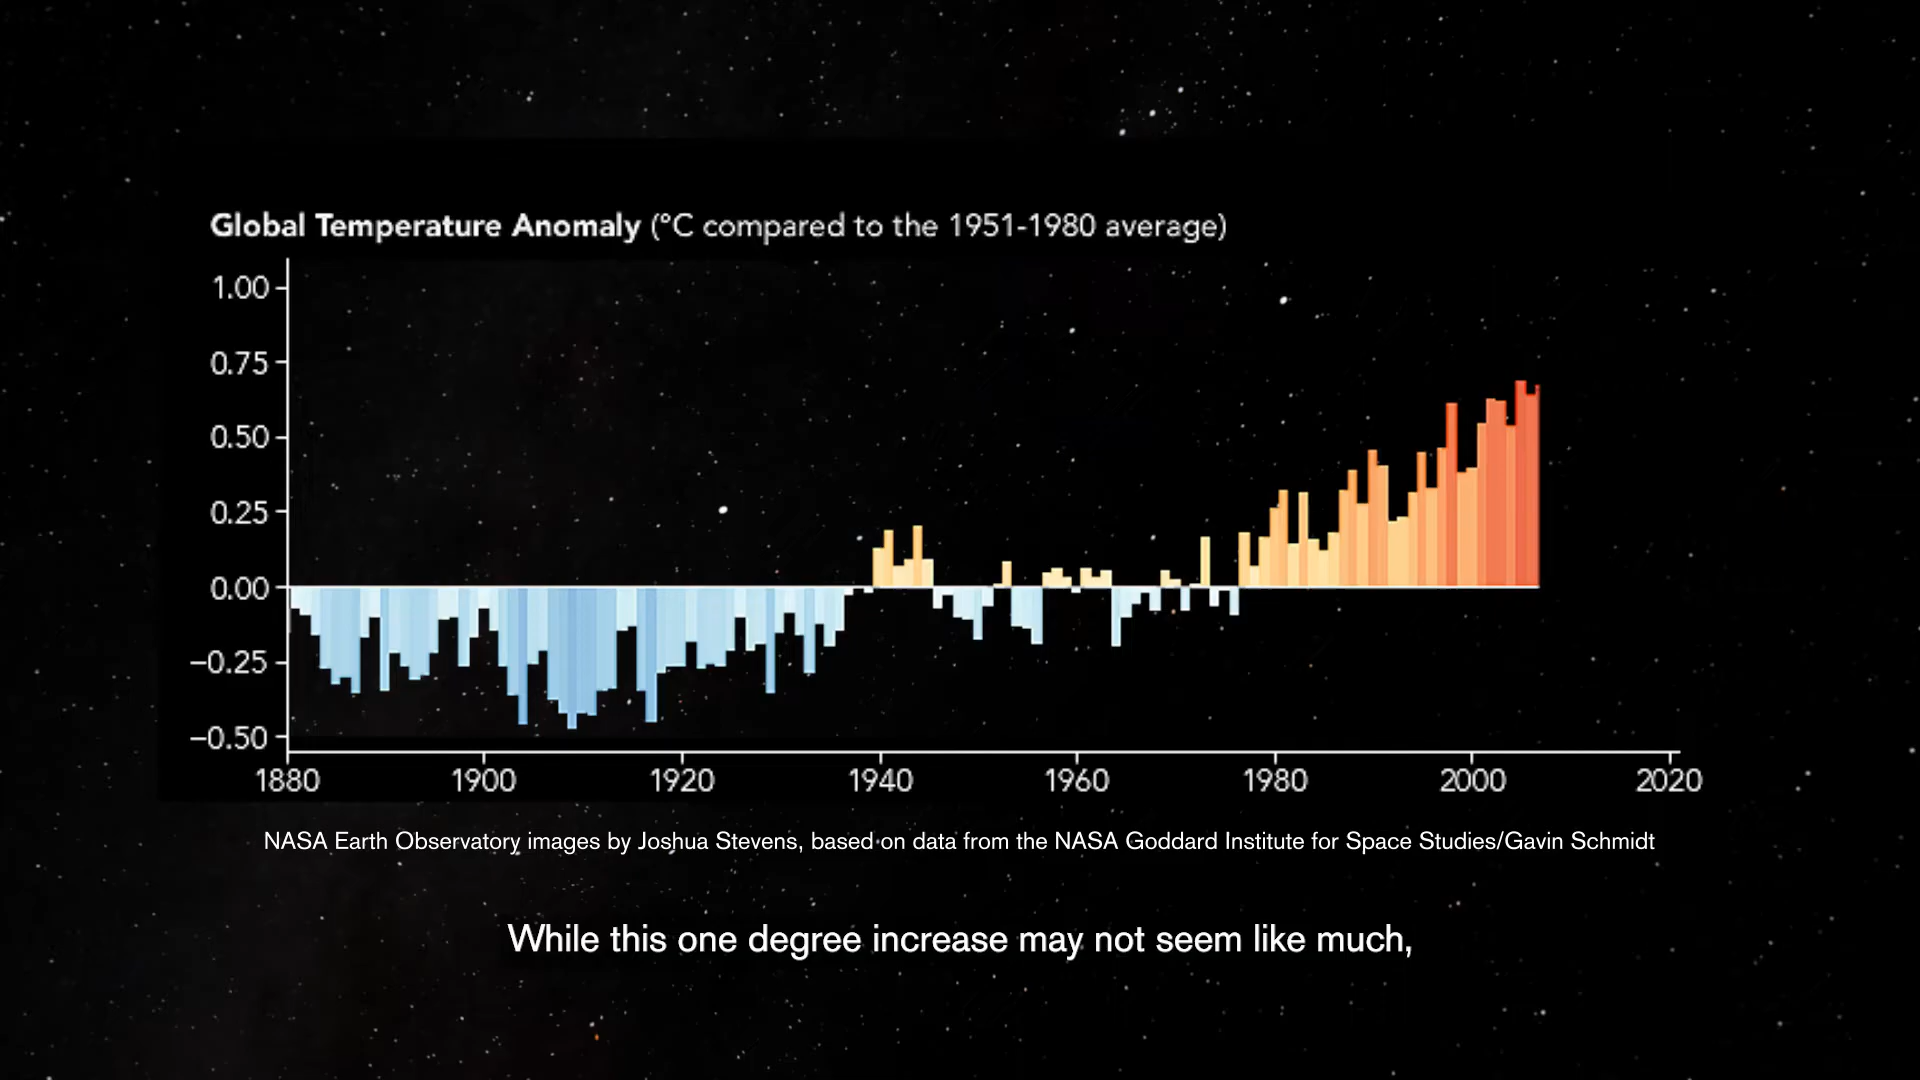 Global Temperature Anomaly (°C compared to the 1951-1980 average)
1.00
0.75
0.50
0.25
0.00
−0.25
−0.50
1880 1900 1920 1940 1960 1980 2000 2020
NASA Earth Observatory images by Joshua Stevens, based on data from the NASA Goddard Institute for Space Studies/Gavin Schmidt
While this one degree increase may not seem like much,